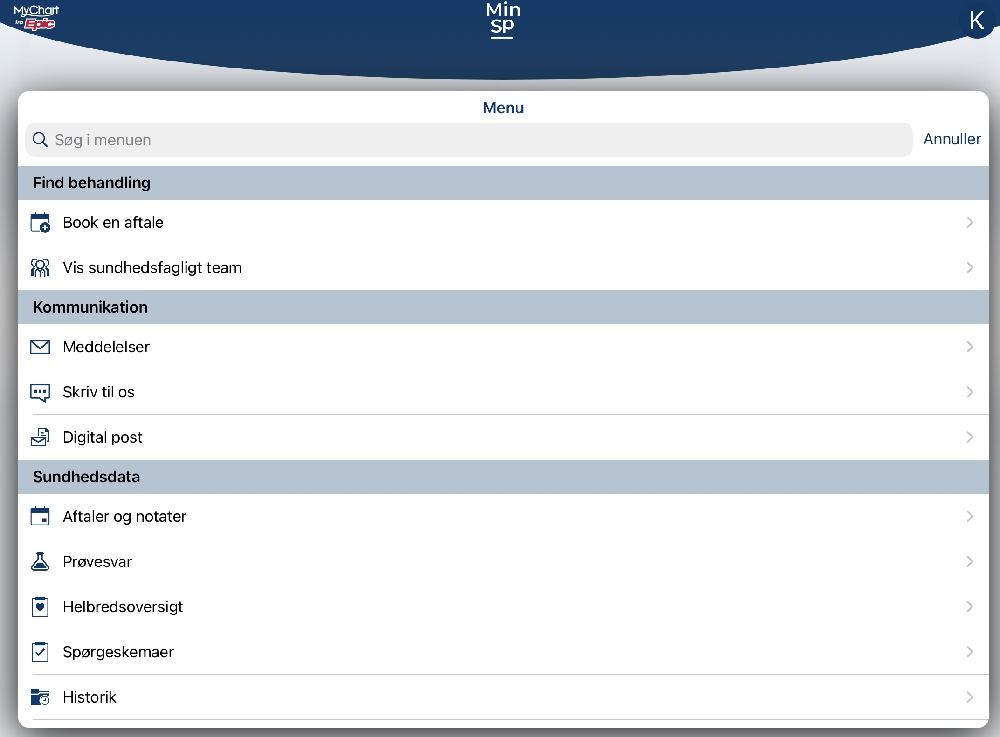 MyChart
fra Epic
Min
sp
K
Menu
Søg i menuen
Annuller
Find behandling
Book en aftale
Vis sundhedsfagligt team
Kommunikation
Meddelelser
Skriv til os
Digital post
Sundhedsdata
Aftaler og notater
Prøvesvar
Helbredsoversigt
Spørgeskemaer
Historik